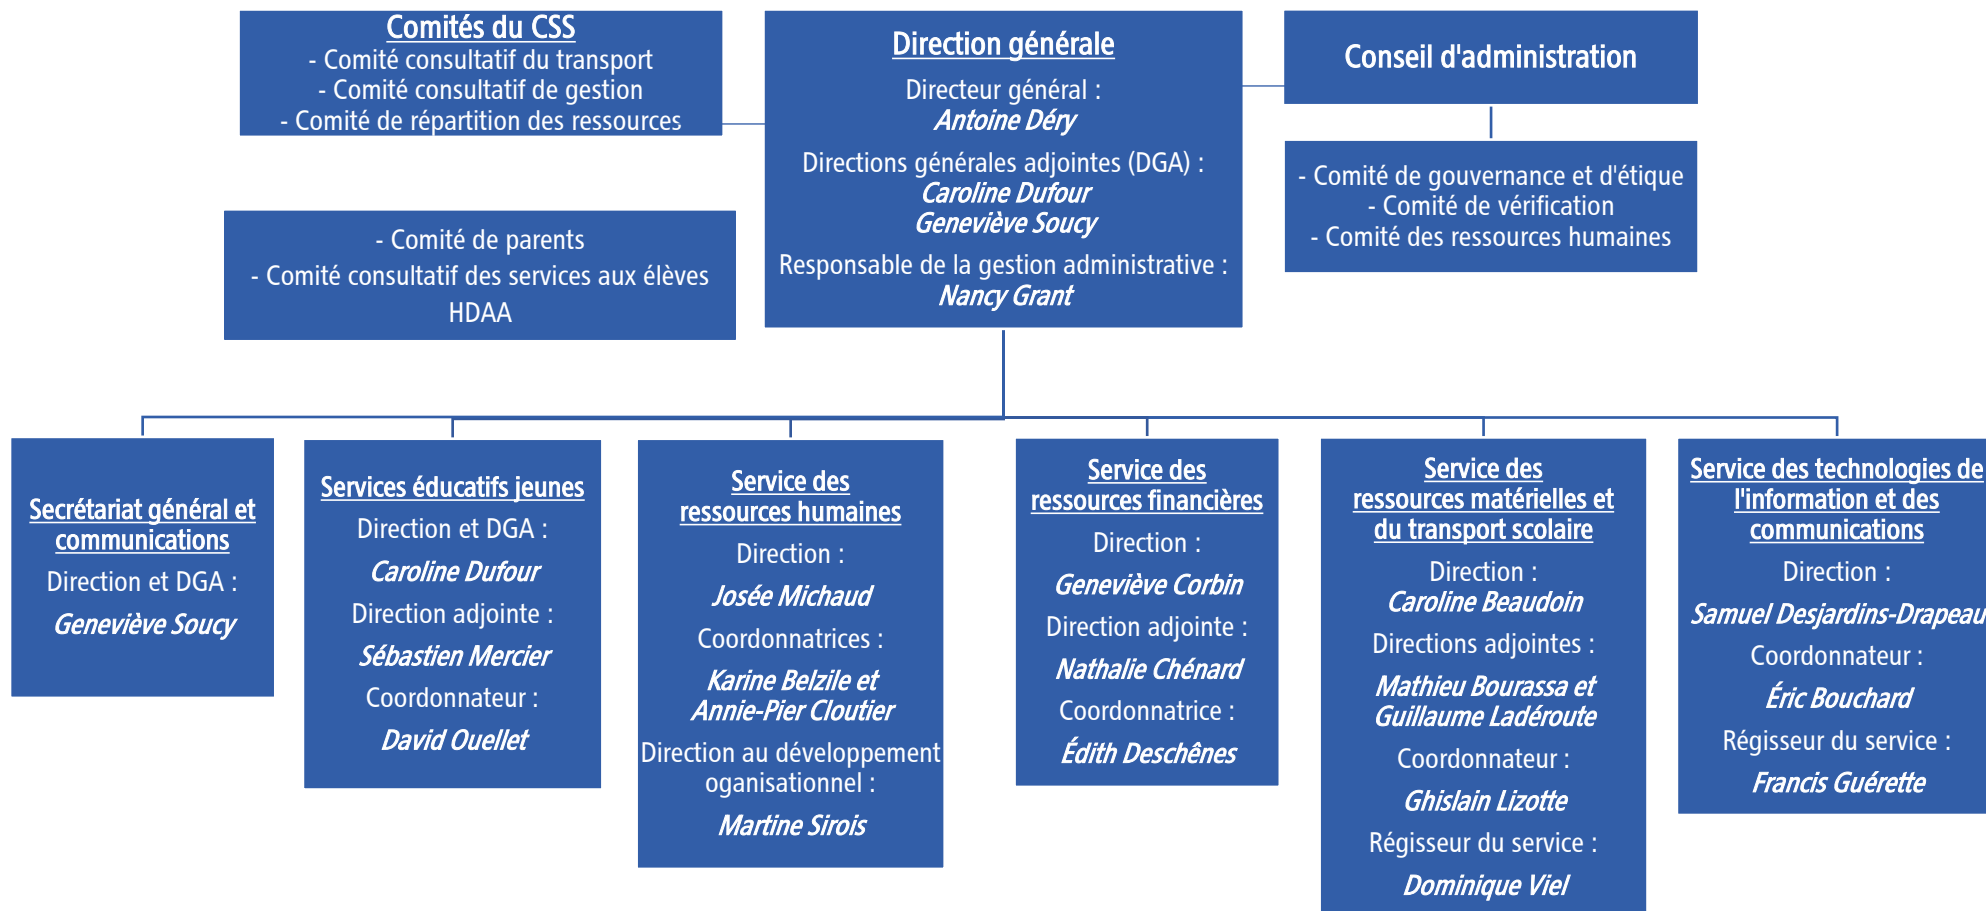 Comités du CSS
- Comité consultatif du transport
- Comité consultatif de gestion
- Comité de répartition des ressources
Direction générale
Directeur général :
Antoine Déry
Directions générales adjointes (DGA) :
Caroline Dufour
Geneviève Soucy
Responsable de la gestion administrative :
Nancy Grant
Conseil d'administration
- Comité de gouvernance et d'étique
- Comité de vérification
- Comité des ressources humaines
- Comité de parents
- Comité consultatif des services aux élèves
HDAA
Secrétariat général et
communications
Direction et DGA :
Geneviève Soucy
Services éducatifs jeunes
Direction et DGA :
Caroline Dufour
Direction adjointe :
Sébastien Mercier
Coordonnateur :
David Ouellet
Service des
ressources humaines
Direction :
Josée Michaud
Coordonnatrices :
Karine Belzile et
Annie-Pier Cloutier
Direction au développement
oganisationnel :
Martine Sirois
Service des
ressources financières
Direction :
Geneviève Corbin
Direction adjointe :
Nathalie Chénard
Coordonnatrice :
Édith Deschênes
Service des
ressources matérielles et
du transport scolaire
Direction :
Caroline Beaudoin
Directions adjointes :
Mathieu Bourassa et
Guillaume Ladéroute
Coordonnateur :
Ghislain Lizotte
Régisseur du service :
Dominique Viel
Service des technologies de
l'information et des
communications
Direction :
Samuel Desjardins-Drapeau
Coordonnateur :
Éric Bouchard
Régisseur du service :
Francis Guérette